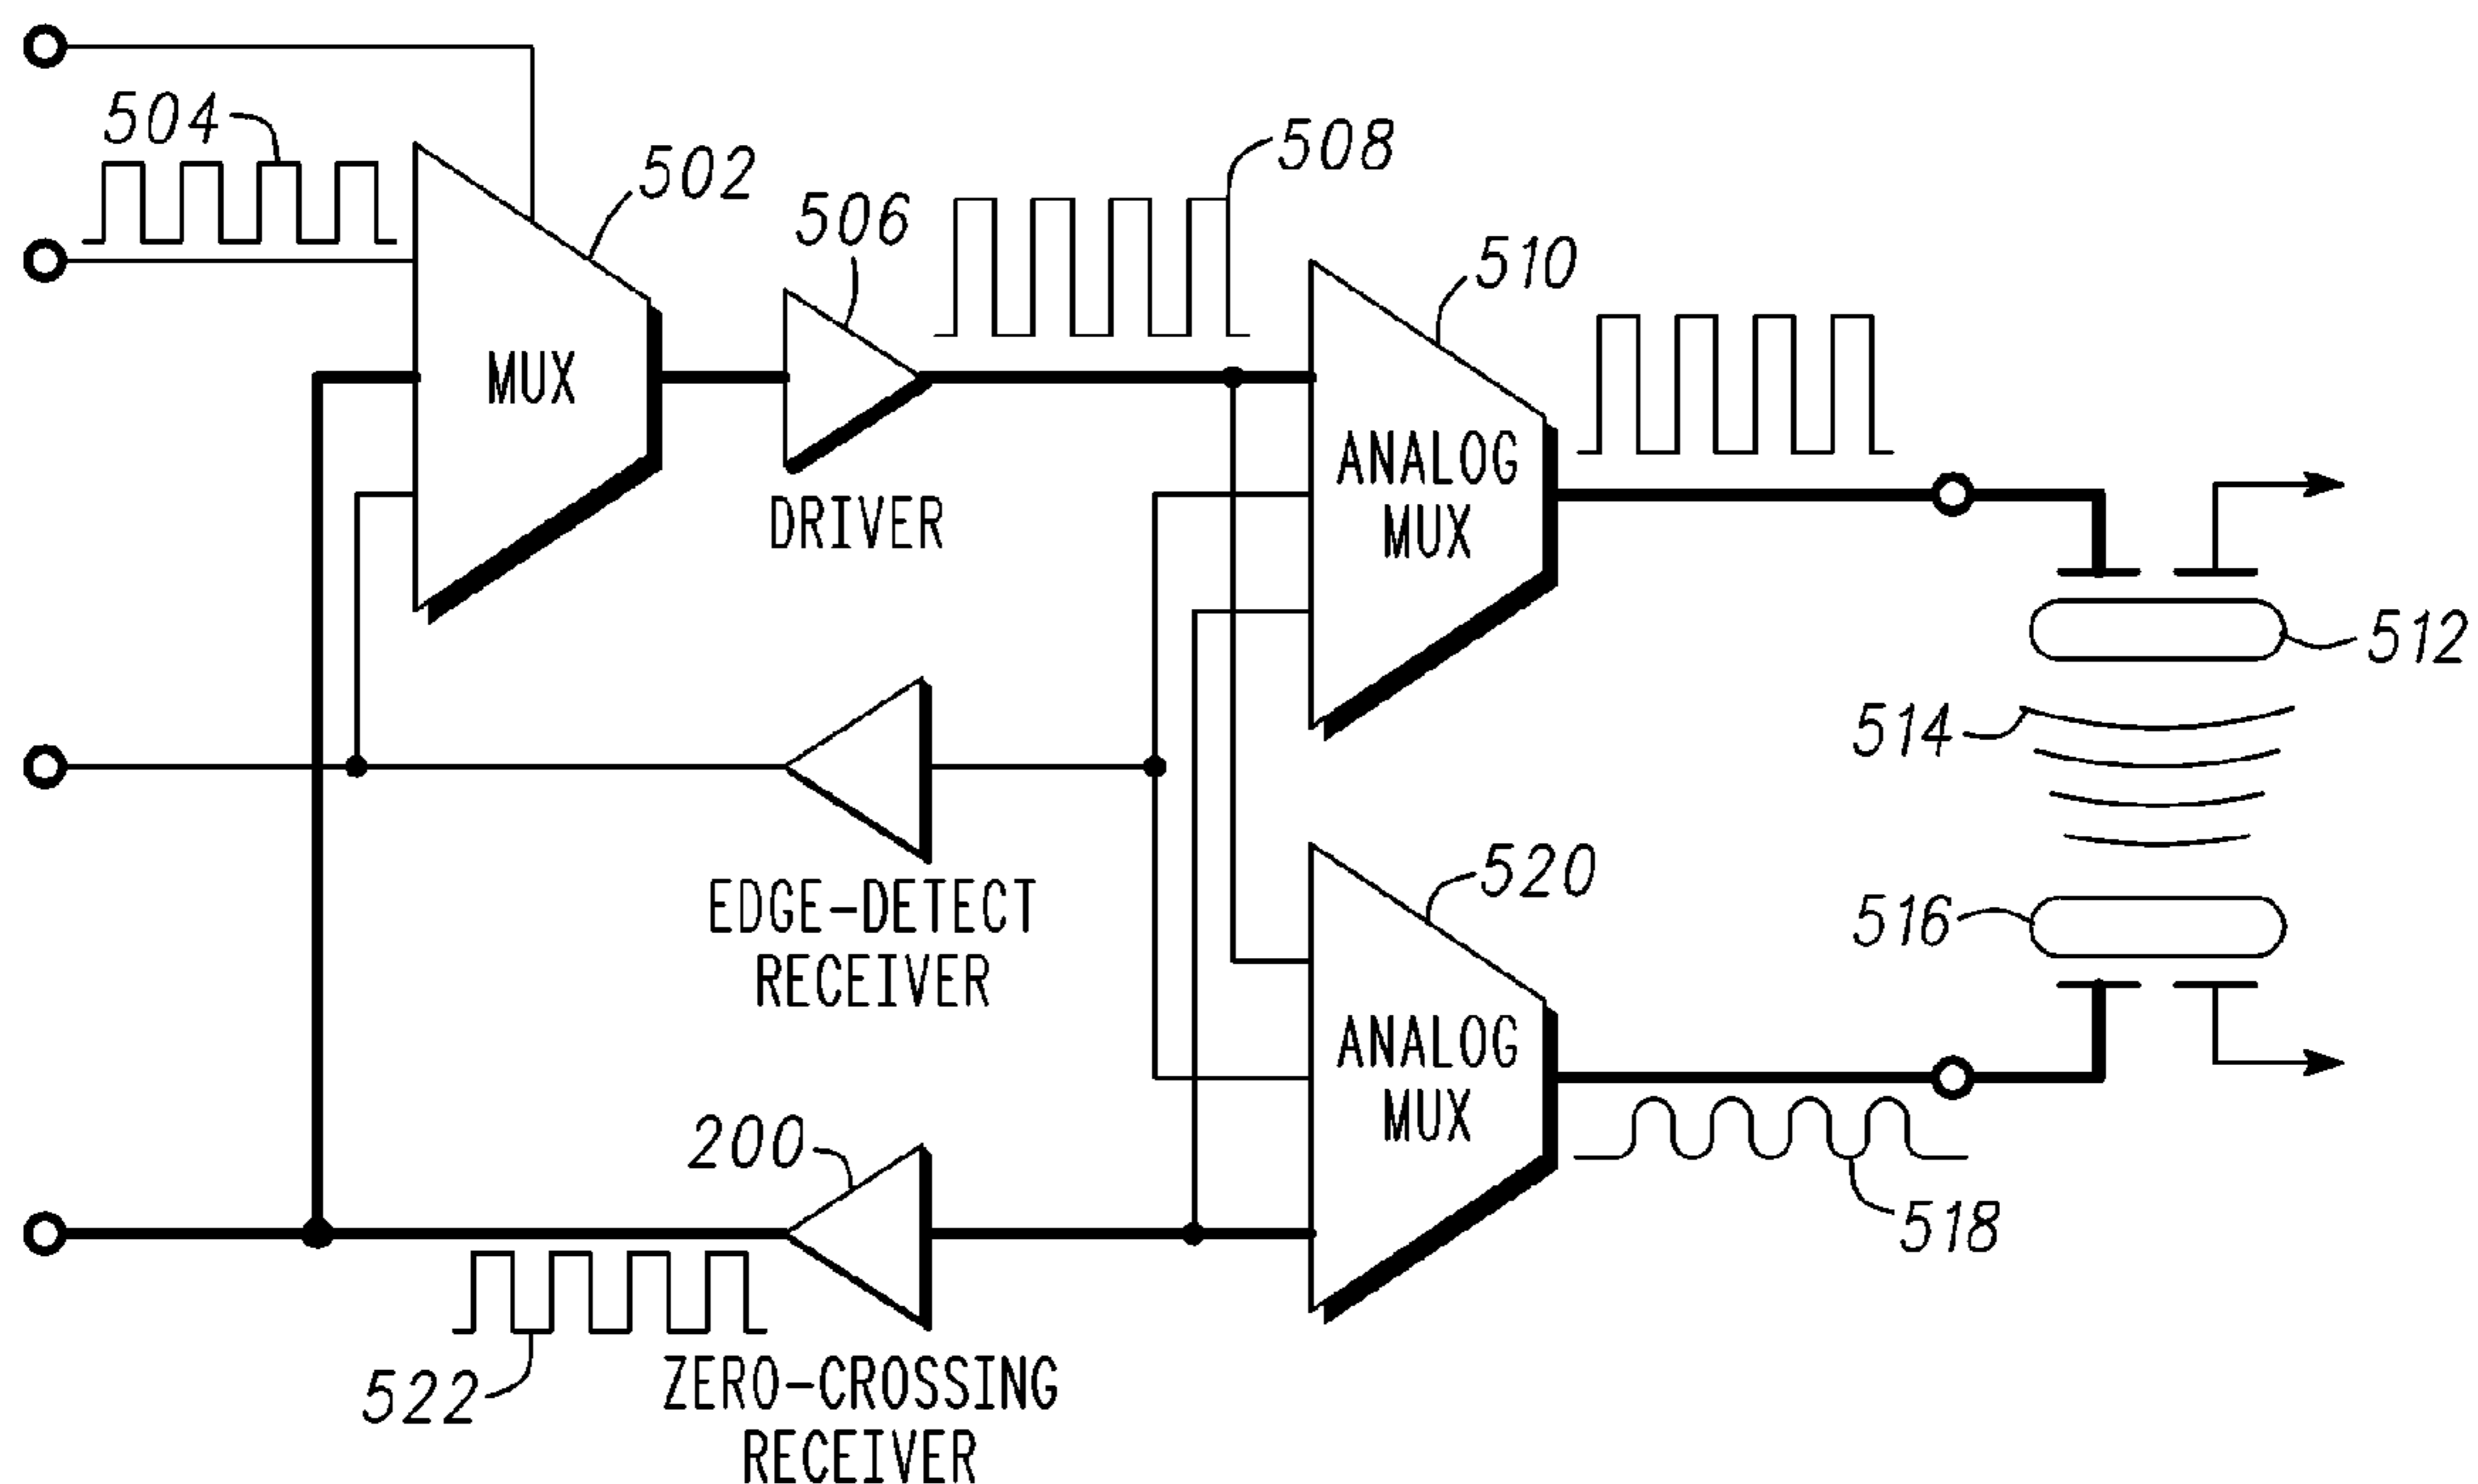 504
502
508
506
510
MUX
ANALOG
MUX
DRIVER
512
514
EDGE-DETECT
RECEIVER
520
516
ANALOG
MUX
200
518
522
ZERO-CROSSING
RECEIVER